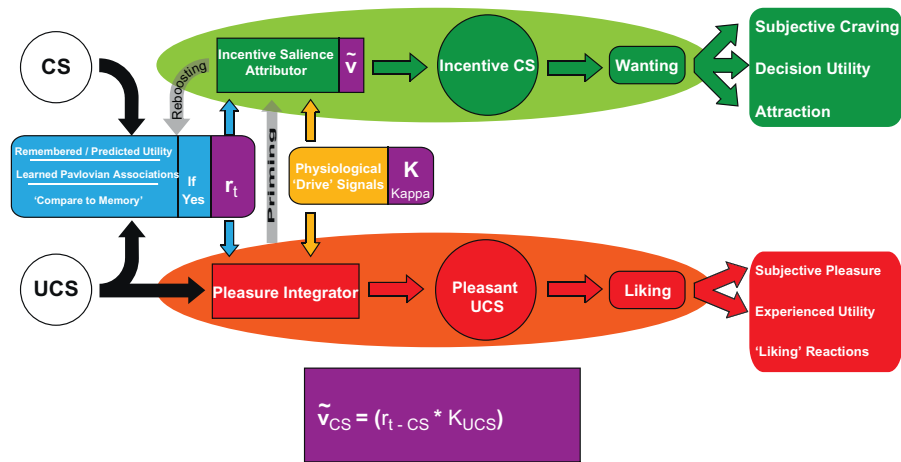 CS
Reboosting
Incentive Salience
Attributor
ṽ
Incentive CS
Wanting
Subjective Craving
Decision Utility
Attraction
Remembered / Predicted Utility
Learned Pavlovian Associations
‘Compare to Memory’
If
Yes
rt
Priming
Physiological
‘Drive’ Signals
K
Kappa
UCS
Pleasure Integrator
Pleasant
UCS
Liking
Subjective Pleasure
Experienced Utility
‘Liking’ Reactions
ṽCS = (rt - CS * KUCS)